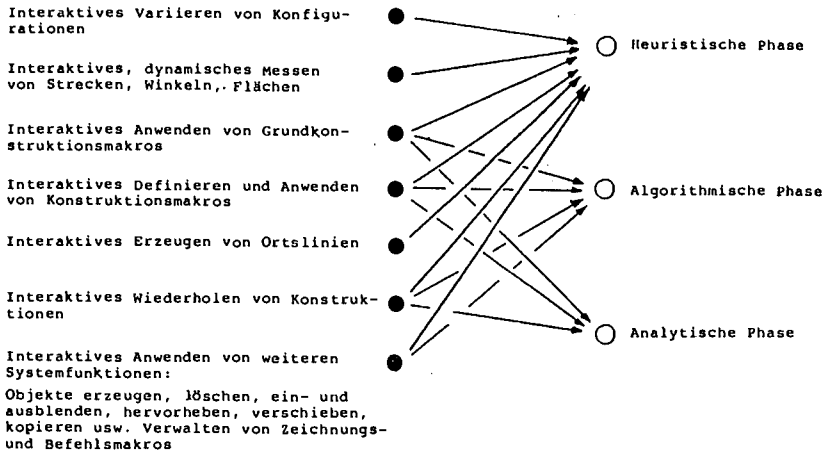 Interaktives Variieren von Konfigu-
rationen
Heuristische Phase
Interaktives, dynamisches Messen
von Strecken, Winkeln, Flächen
Interaktives Anwenden von Grundkon-
struktionsmakros
Interaktives Definieren und Anwenden
von Konstruktionsmakros
Algorithmische Phase
Interaktives Erzeugen von Ortslinien
Interaktives Wiederholen von Konstruk-
tionen
Analytische Phase
Interaktives Anwenden von weiteren
Systemfunktionen:
Objekte erzeugen, löschen, ein- und
ausblenden, hervorheben, verschieben,
kopieren usw. Verwalten von Zeichnungs-
und Befehlsmakros